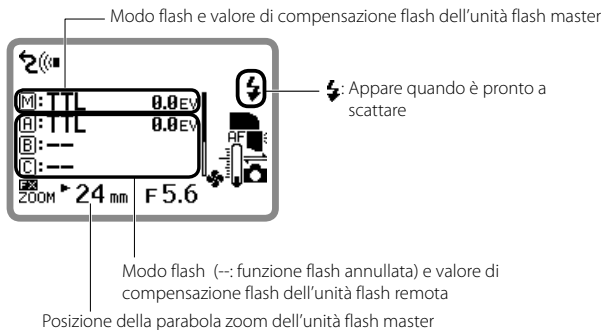 Modo flash e valore di compensazione flash dell'unità flash master
M:TTL 0.0EV
A:TTL 0.0EV
B:--
C:--
AF
FX
ZOOM 24 mm F 5.6
: Appare quando è pronto a
scattare
Modo flash (--: funzione flash annullata) e valore di
compensazione flash dell'unità flash remota
Posizione della parabola zoom dell'unità flash master